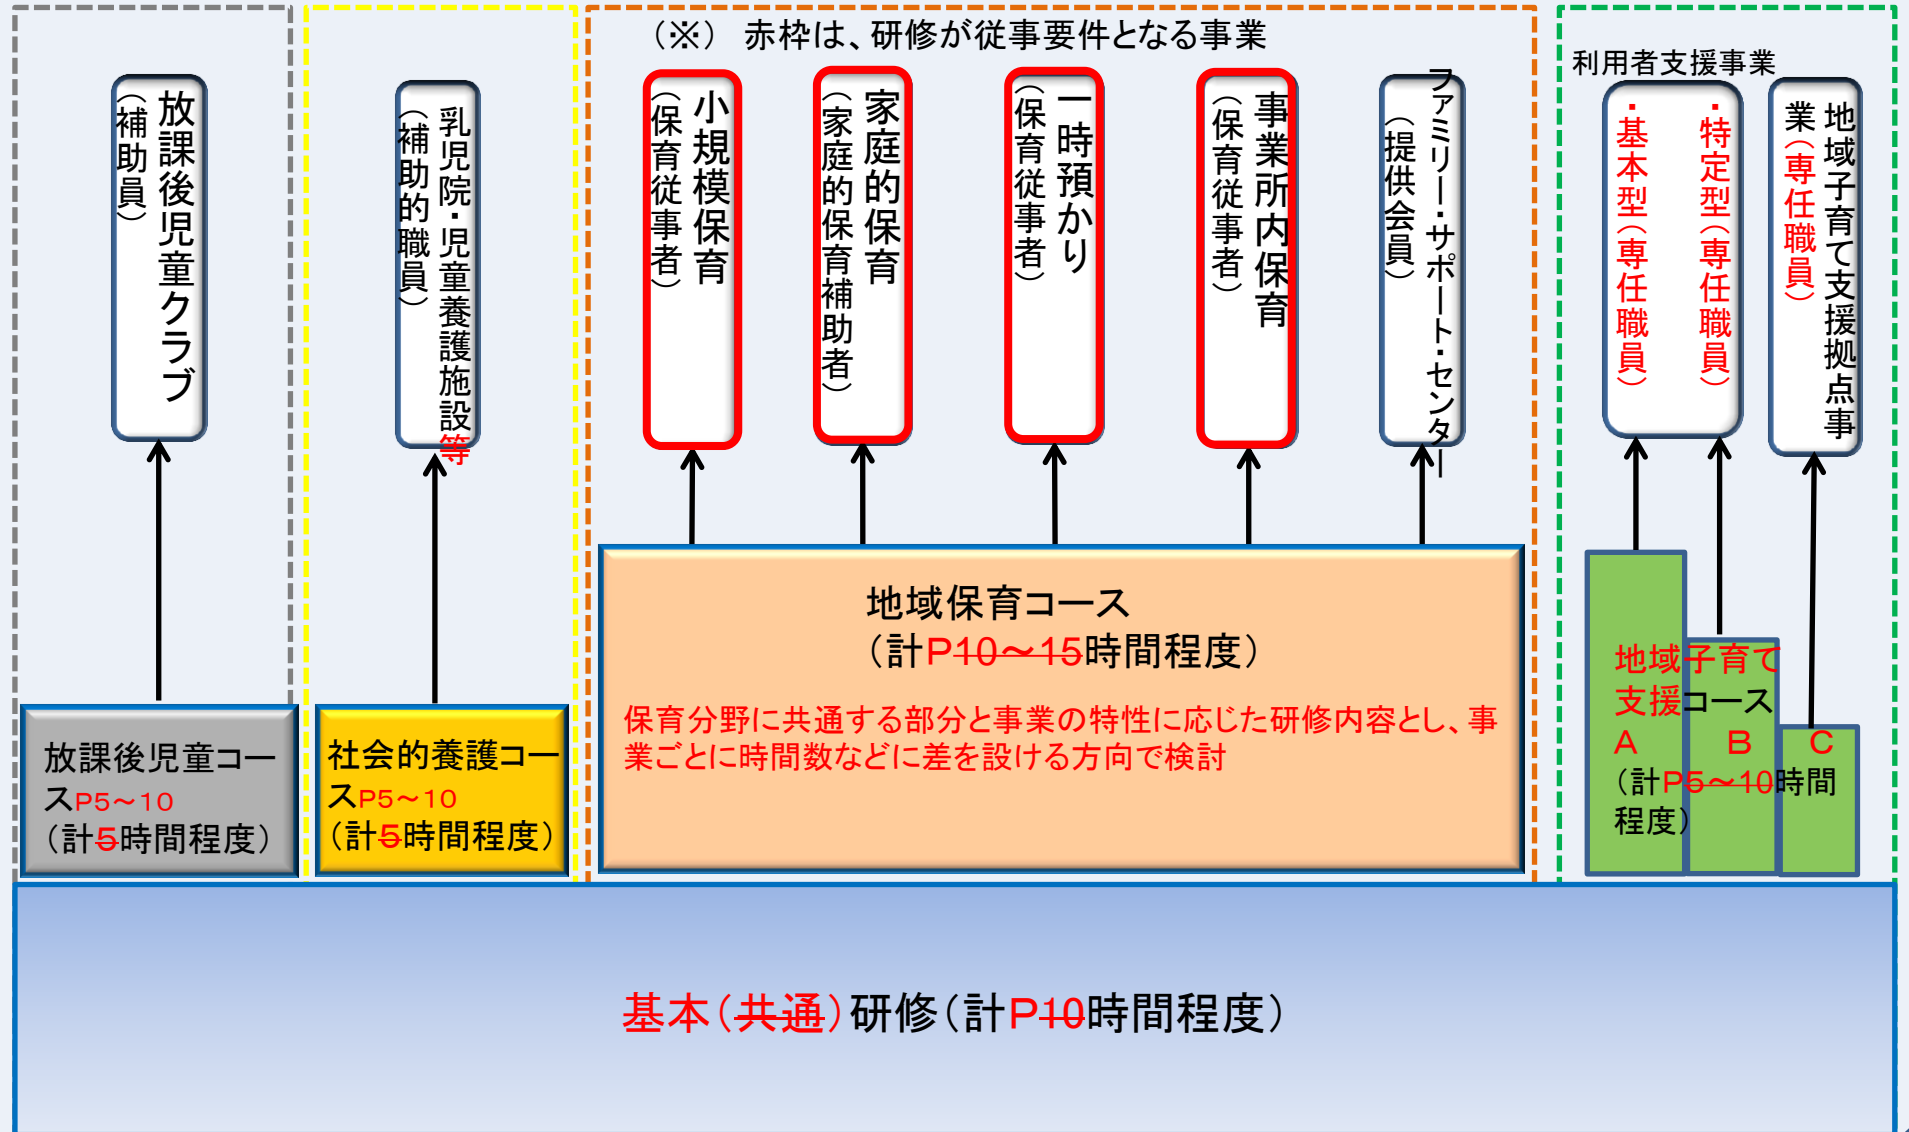 （※） 赤枠は、研修が従事要件となる事業
放課後児童クラブ
（補助員）
乳児院・児童養護施設等
（補助的職員）
小規模保育
（保育従事者）
家庭的保育
（家庭的保育補助者）
一時預かり
（保育従事者）
事業所内保育
（保育従事者）
ファミリー・サポート・センター
（提供会員）
利用者支援事業
・特定型（専任職員）
・基本型（専任職員）
地域子育て支援拠点事
業（専任職員）
放課後児童コー
スP5～10
（計5時間程度）
社会的養護コー
スP5～10
（計5時間程度）
地域保育コース
（計P10～15時間程度）
保育分野に共通する部分と事業の特性に応じた研修内容とし、事
業ごとに時間数などに差を設ける方向で検討
地域子育て
支援コース
A B C
（計P5～10時間
程度）
基本（共通）研修（計P10時間程度）